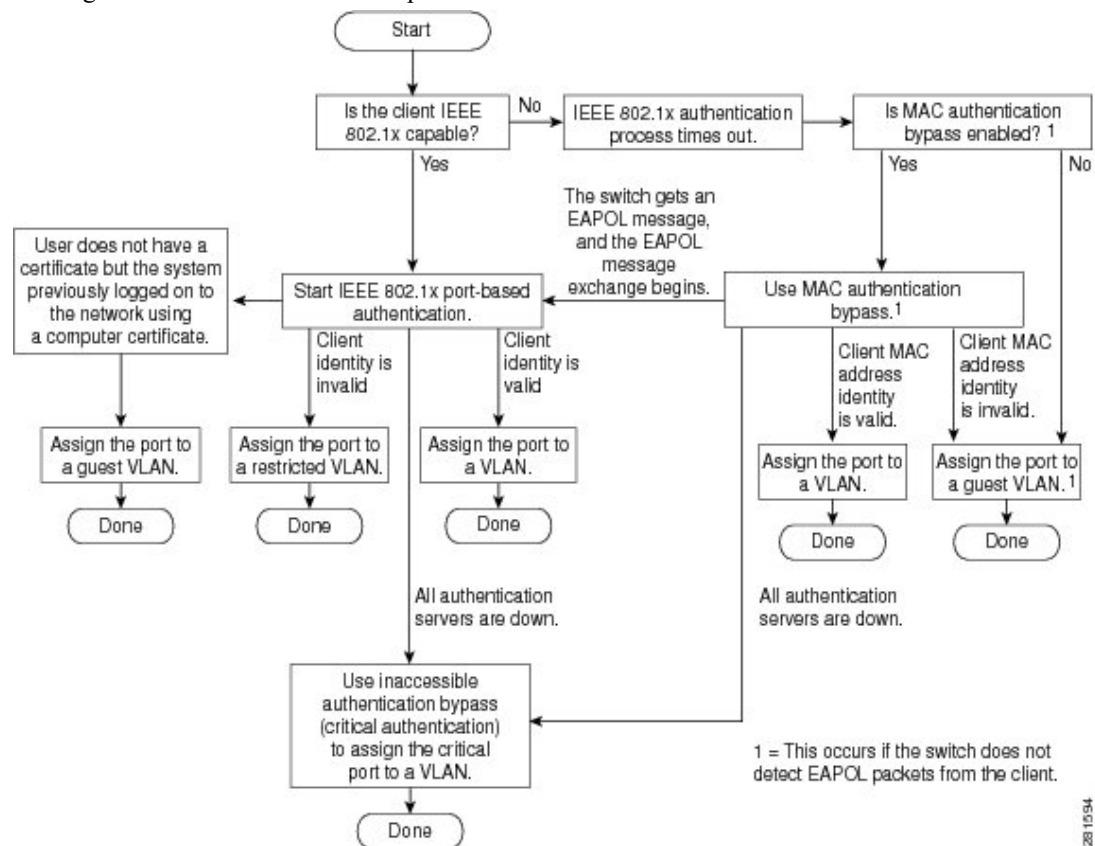 Start
Is the client IEEE
802.1x capable?
No
IEEE 802.1x authentication
process times out.
Is MAC authentication
bypass enabled? 1
Yes
Yes
No
The switch gets an
EAPOL message,
and the EAPOL
message
exchange begins.
User does not have a
certificate but the system
previously logged on to
the network using
a computer certificate.
Start IEEE 802.1x port-based
authentication.
Use MAC authentication
bypass.1
Client
identity is
invalid
Client
identity is
valid
Client MAC
address
identity
is valid.
Client MAC
address
identity
is invalid.
Assign the port to
a guest VLAN.
Assign the port to
a restricted VLAN.
Assign the port to
a VLAN.
Assign the port to
a VLAN.
Assign the port to
a guest VLAN.1
Done
Done
Done
Done
Done
All authentication
servers are down.
All authentication
servers are down.
Use inaccessible
authentication bypass
(critical authentication)
to assign the critical
port to a VLAN.
1 = This occurs if the switch does not
detect EAPOL packets from the client.
Done
281594